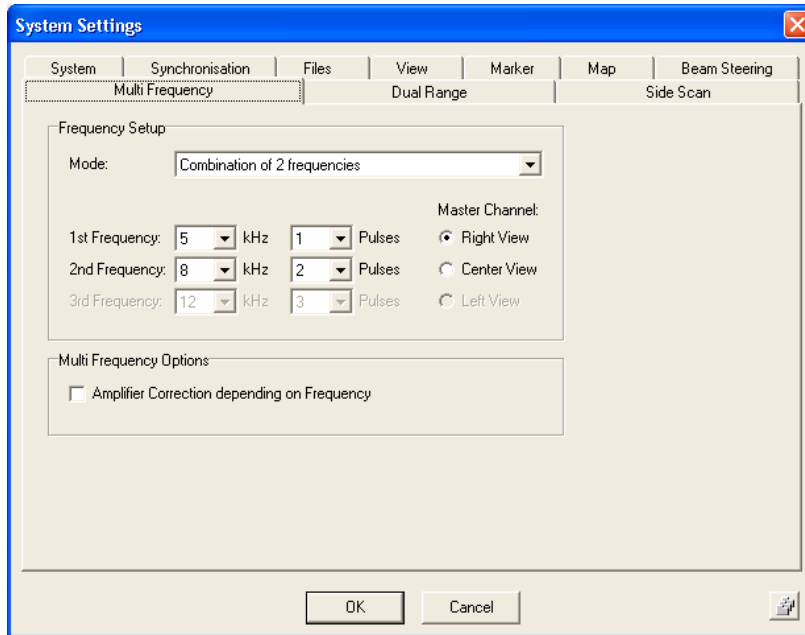 System Settings
System Synchronisation Files View Marker Map Beam Steering
Multi Frequency Dual Range Side Scan
Frequency Setup
Mode: Combination of 2 frequencies
Master Channel:
1st Frequency: 5 kHz 1 Pulses Right View
2nd Frequency: 8 kHz 2 Pulses Center View
3rd Frequency: 12 kHz 3 Pulses Left View
Multi Frequency Options
Amplifier Correction depending on Frequency
OK Cancel